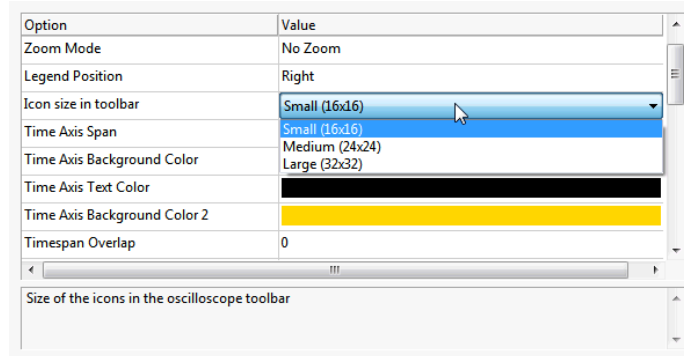 Option Value
Zoom Mode No Zoom
Legend Position Right
Icon size in toolbar Small (16x16)
Time Axis Span Small (16x16)
Medium (24x24)
Time Axis Background Color Large (32x32)
Time Axis Text Color
Time Axis Background Color 2
Timespan Overlap 0
Size of the icons in the oscilloscope toolbar